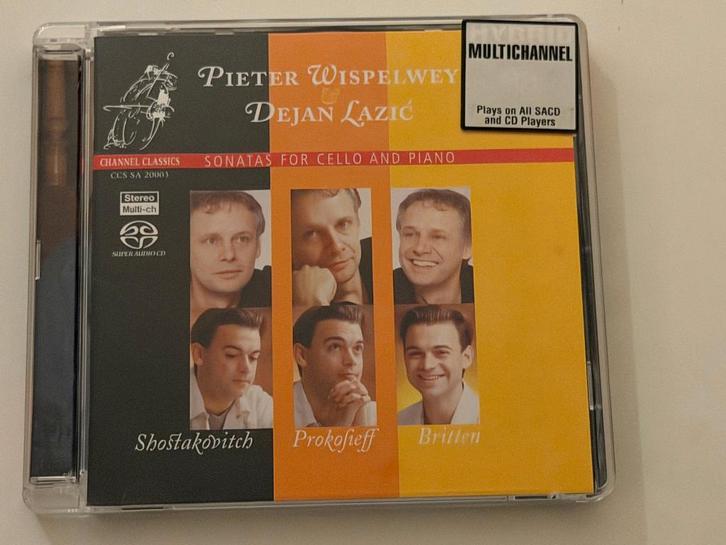 PIETER WISPELWEY
&
DEJAN LAZIĆ
MULTICHANNEL
Plays on All SACD
and CD Players
CHANNEL CLASSICS
SONATAS FOR CELLO AND PIANO
CCS SA 20003
Stereo
Multi-ch
SUPER AUDIO CD
Shostakovitch
Prokofieff
Britten